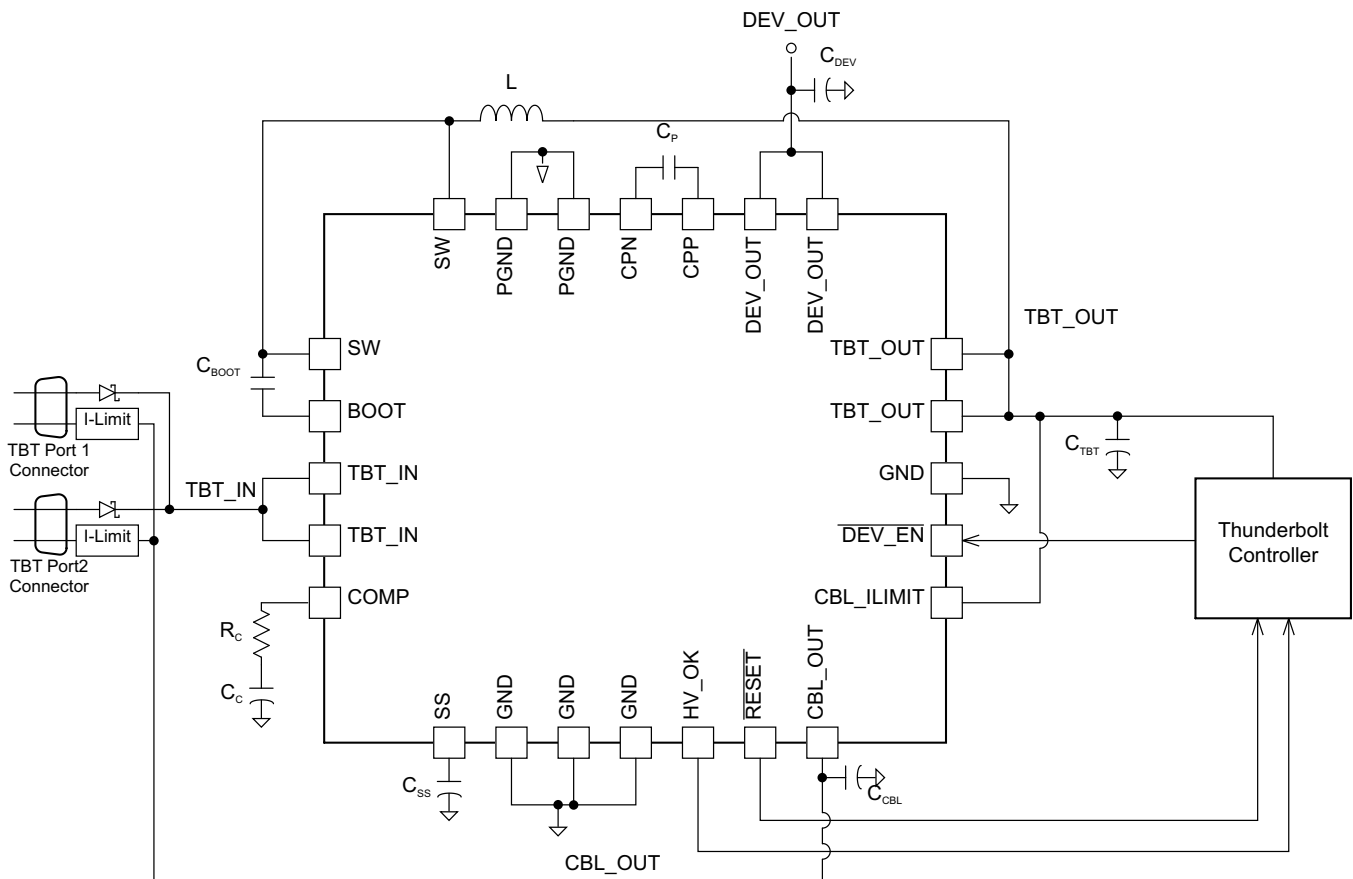 DEV_OUT
C_DEV
L
C_P
SW
PGND
PGND
CPN
CPP
DEV_OUT
DEV_OUT
TBT_OUT
SW
TBT_OUT
C_BOOT
BOOT
TBT_OUT
I-Limit
C_TBT
TBT Port 1
Connector
TBT_IN
GND
TBT_IN
I-Limit
TBT_IN
DEV_EN
Thunderbolt
Controller
TBT Port2
Connector
COMP
CBL_ILIMIT
R_C
C_C
SS
GND
GND
GND
HV_OK
RESET
CBL_OUT
C_SS
C_CBL
CBL_OUT